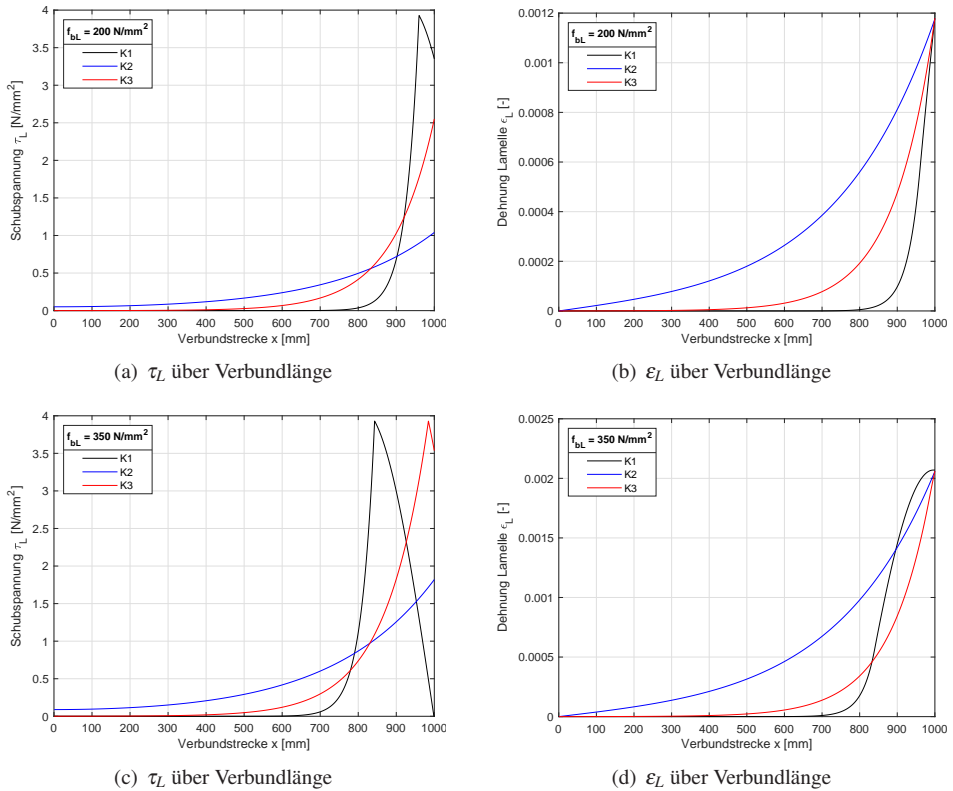 f_bL = 200 N/mm²
K1
K2
K3
Schubspannung τ_L [N/mm²]
4
3.5
3
2.5
2
1.5
1
0.5
0
0 100 200 300 400 500 600 700 800 900 1000
Verbundstrecke x [mm]
(a) τ_L über Verbundlänge
f_bL = 200 N/mm²
K1
K2
K3
Dehnung Lamelle ϵ_L [-]
0.0012
0.001
0.0008
0.0006
0.0004
0.0002
0
0 100 200 300 400 500 600 700 800 900 1000
Verbundstrecke x [mm]
(b) ε_L über Verbundlänge
f_bL = 350 N/mm²
K1
K2
K3
Schubspannung τ_L [N/mm²]
4
3.5
3
2.5
2
1.5
1
0.5
0
0 100 200 300 400 500 600 700 800 900 1000
Verbundstrecke x [mm]
(c) τ_L über Verbundlänge
f_bL = 350 N/mm²
K1
K2
K3
Dehnung Lamelle ϵ_L [-]
0.0025
0.002
0.0015
0.001
0.0005
0
0 100 200 300 400 500 600 700 800 900 1000
Verbundstrecke x [mm]
(d) ε_L über Verbundlänge